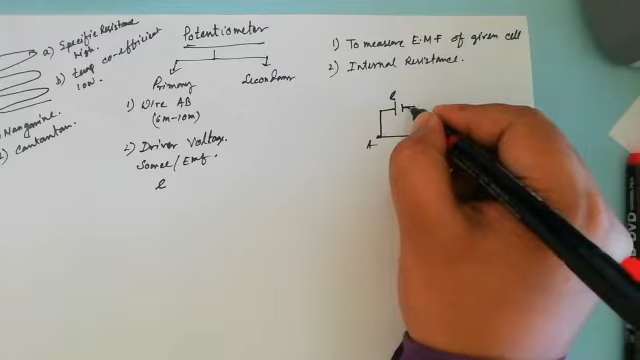 a) Specific Resistance
high.
b) temp co-efficient
low.
Manganine.
Constantan.
Potentiometer
Primary
Secondary
1) Wire AB
(6m-10m)
2) Driver Voltage
Source/Emf.
e
1) To measure E.M.F of given cell
2) Internal Resistance.
e
A